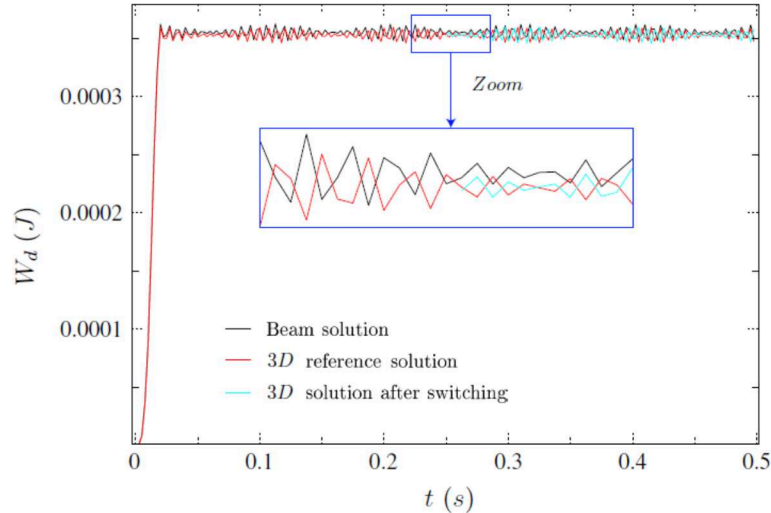 0.0003
0.0002
0.0001
W_d (J)
Zoom
Beam solution
3D reference solution
3D solution after switching
0 0.1 0.2 0.3 0.4 0.5
t (s)